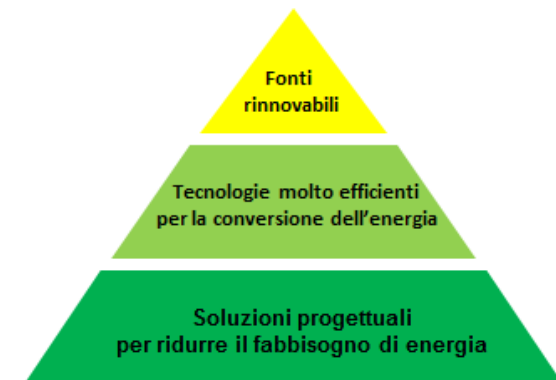 Fonti
rinnovabili
Tecnologie molto efficienti
per la conversione dell'energia
Soluzioni progettuali
per ridurre il fabbisogno di energia